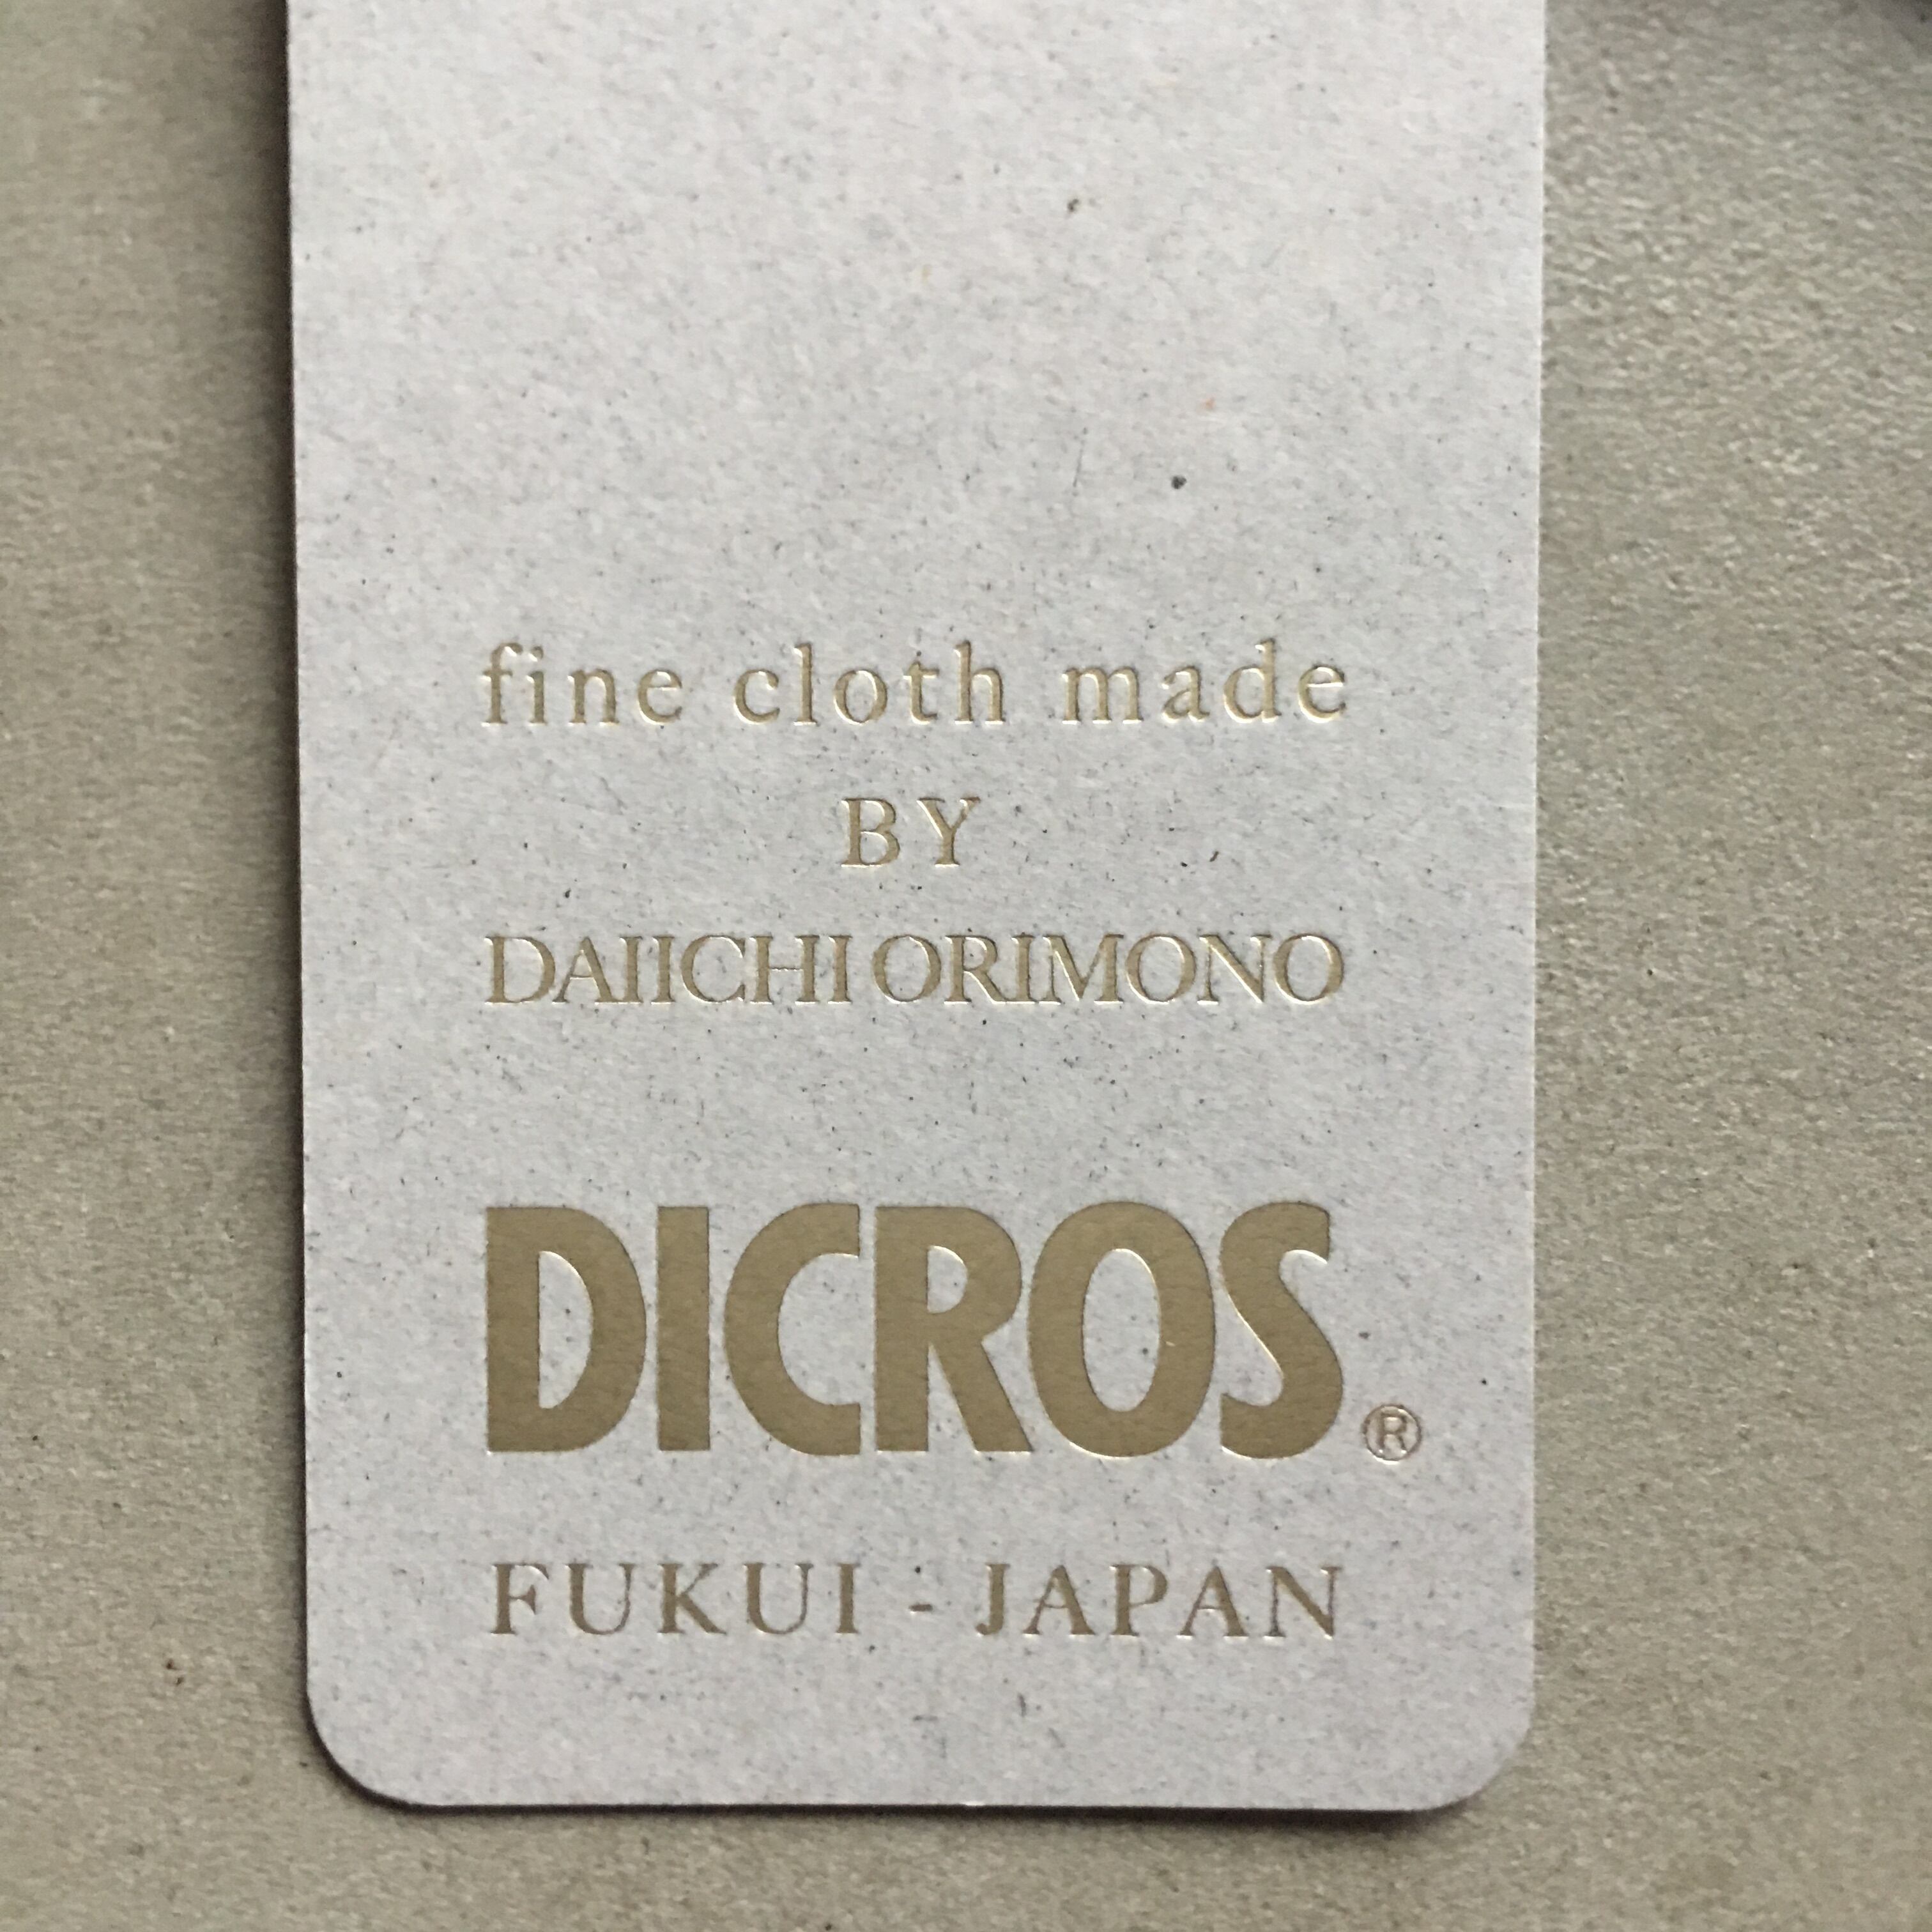 fine cloth made
BY
DAIICHI ORIMONO
DICROS®
FUKUI - JAPAN